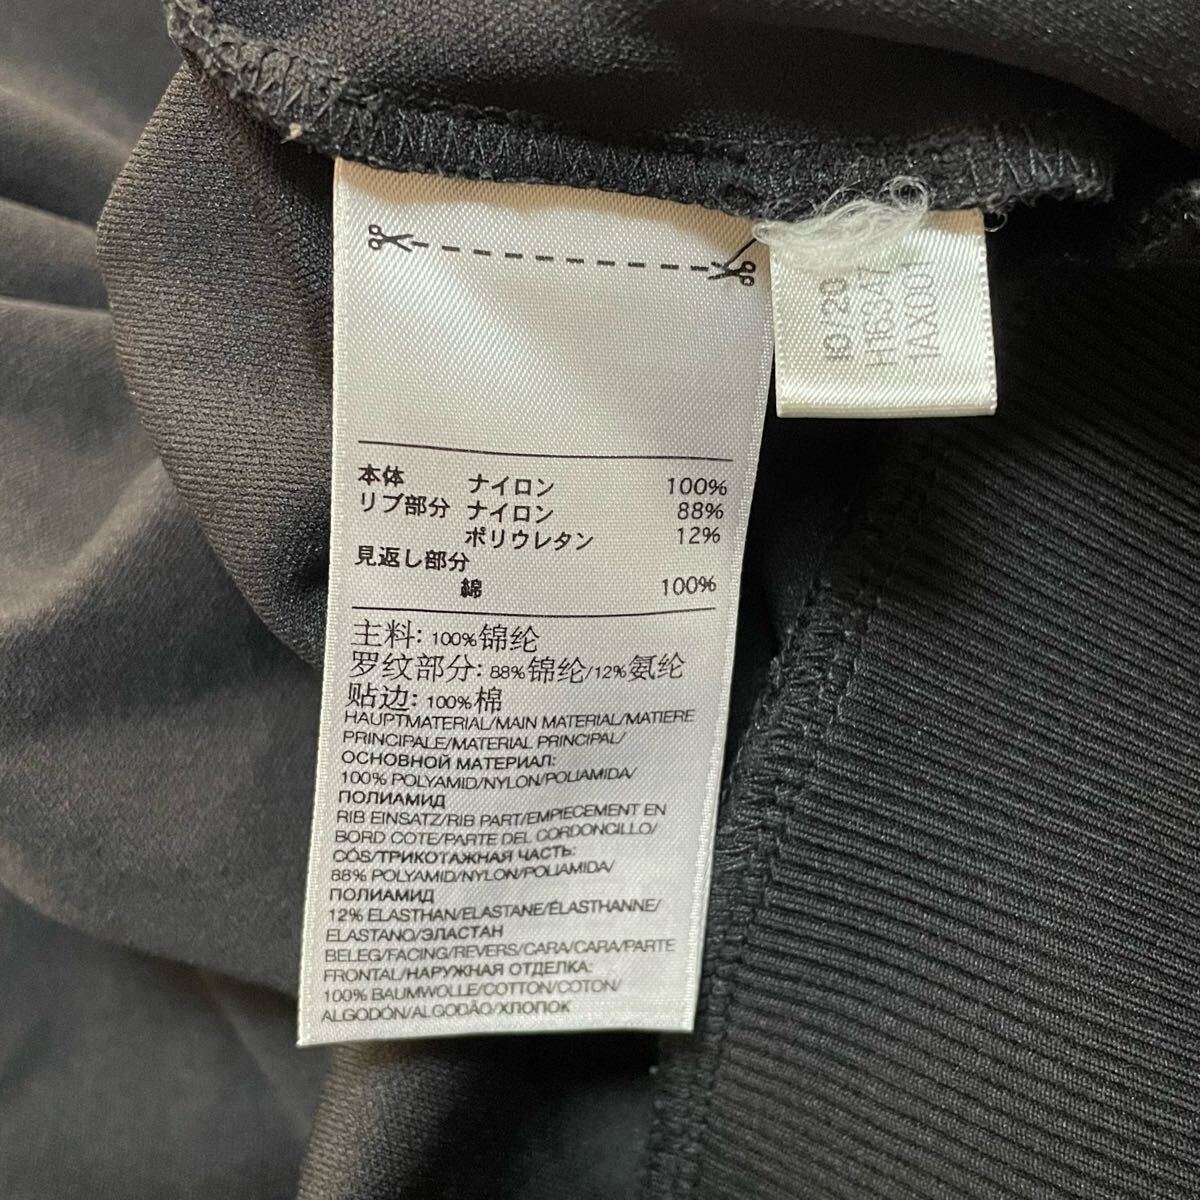 10/20
H16347
1AX001
本体 ナイロン 100%
リブ部分 ナイロン 88%
ポリウレタン 12%
見返し部分
綿 100%
主料: 100%锦纶
罗纹部分: 88%锦纶/12%氨纶
贴边: 100%棉
HAUPTMATERIAL/MAIN MATERIAL/MATIERE
PRINCIPALE/MATERIAL PRINCIPAL/
ОСНОВНОЙ МАТЕРИАЛ:
100% POLYAMID/NYLON/POLIAMIDA/
ПОЛИАМИД
RIB EINSATZ/RIB PART/EMPIECEMENT EN
BORD COTE/PARTE DEL CORDONCILLO/
CÓS/ТРИКОТАЖНАЯ ЧАСТЬ:
88% POLYAMID/NYLON/POLIAMIDA/
ПОЛИАМИД
12% ELASTHAN/ELASTANE/ÉLASTHANNE/
ELASTANO/ЭЛАСТАН
BELEG/FACING/REVERS/CARA/CARA/PARTE
FRONTAL/НАРУЖНАЯ ОТДЕЛКА:
100% BAUMWOLLE/COTTON/COTON/
ALGODÓN/ALGODÃO/ХЛОПОК